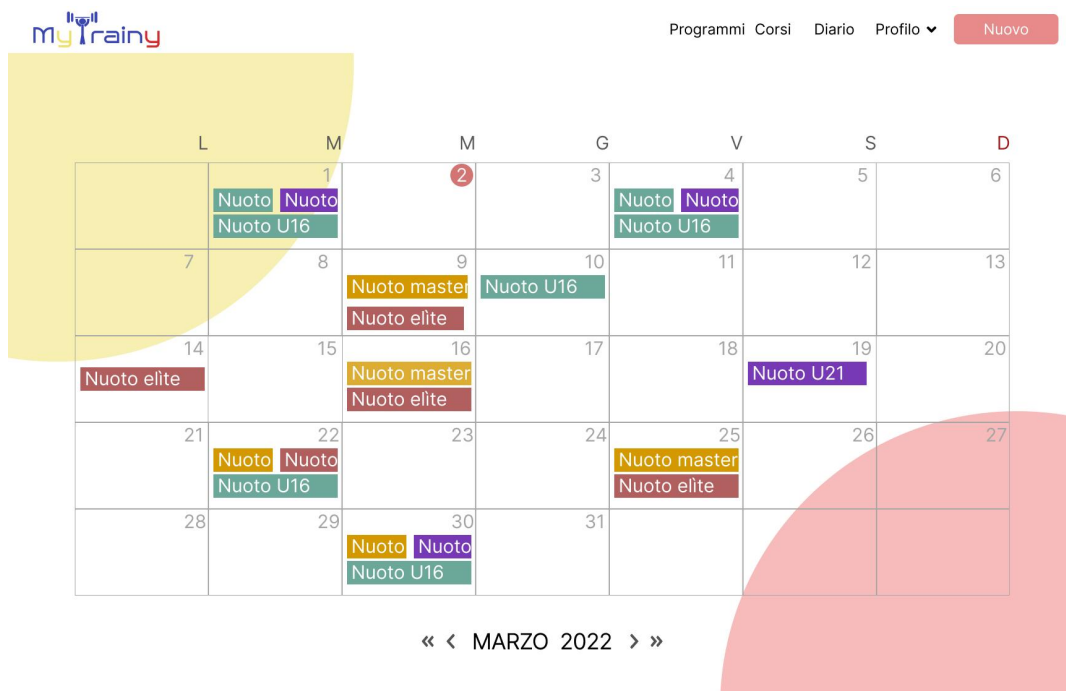 MyTrainy
Programmi Corsi Diario Profilo Nuovo
L M M G V S D
1 2 3 4 5 6
Nuoto Nuoto Nuoto Nuoto
Nuoto U16 Nuoto U16
7 8 9 10 11 12 13
Nuoto master Nuoto U16
Nuoto elìte
14 15 16 17 18 19 20
Nuoto elìte Nuoto master Nuoto U21
Nuoto elìte
21 22 23 24 25 26 27
Nuoto Nuoto Nuoto master
Nuoto U16 Nuoto elìte
28 29 30 31
Nuoto Nuoto
Nuoto U16
« < MARZO 2022 > »